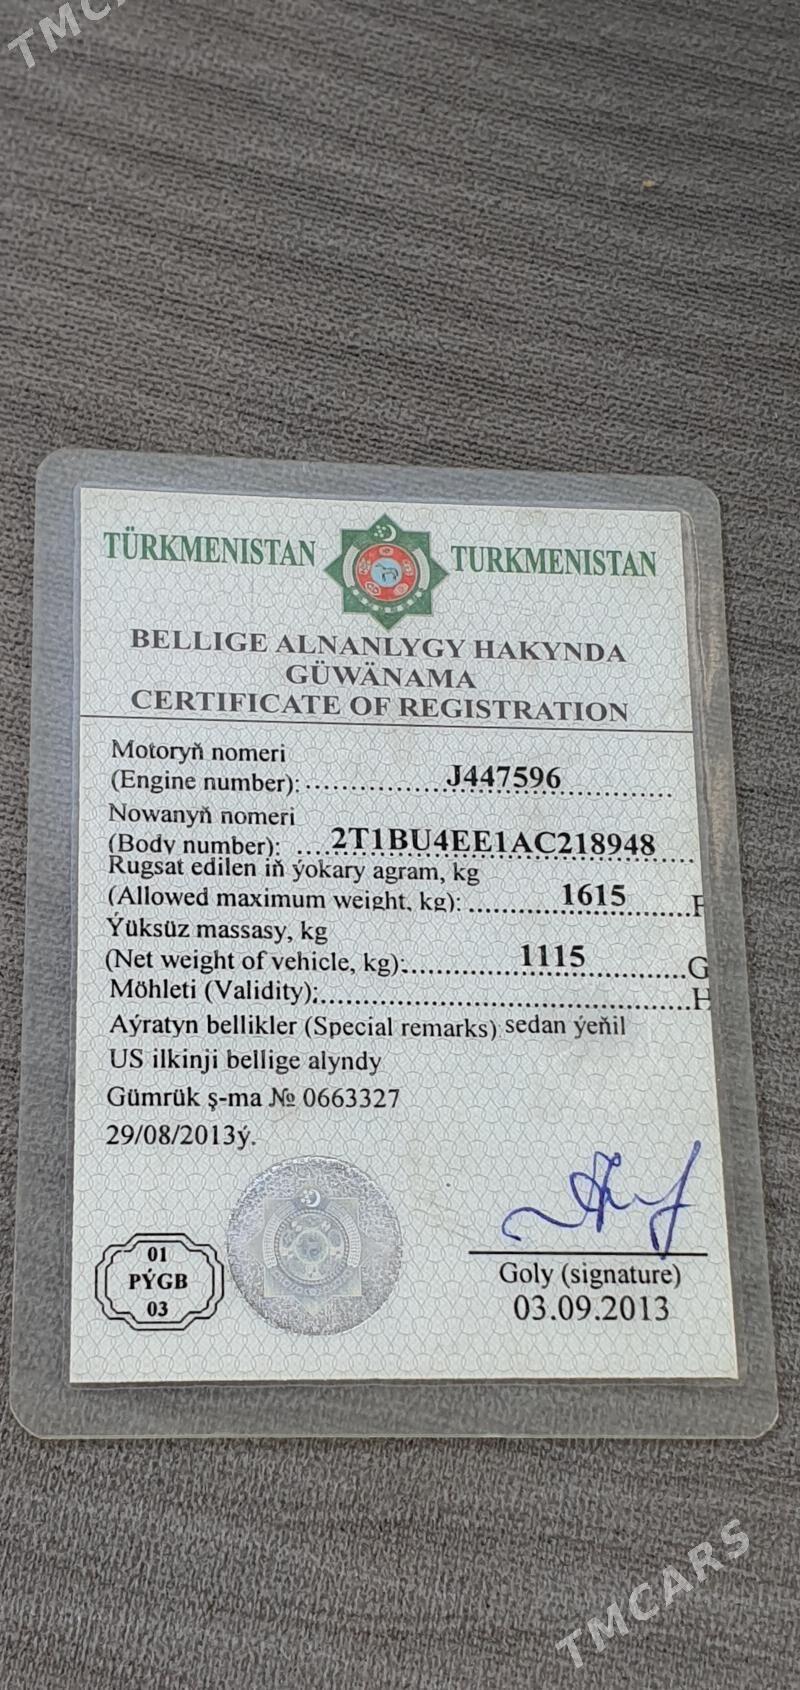 TMCARS
TÜRKMENISTAN TURKMENISTAN
BELLIGE ALNANLYGY HAKYNDA
GÜWÄNAMA
CERTIFICATE OF REGISTRATION
Motoryň nomeri
(Engine number):.................J447596..............
Nowanyň nomeri
(Body number): ....2T1BU4EE1AC218948....
Rugsat edilen iň ýokary agram, kg
(Allowed maximum weight, kg): ............1615..........F
Ýüksüz massasy, kg
(Net weight of vehicle, kg):..............1115..............G
Möhleti (Validity):.....................................................H
Aýratyn bellikler (Special remarks) sedan ýeňil
US ilkinji bellige alyndy
Gümrük ş-ma № 0663327
29/08/2013ý.
01
PÝGB
03
Goly (signature)
03.09.2013
TMCARS